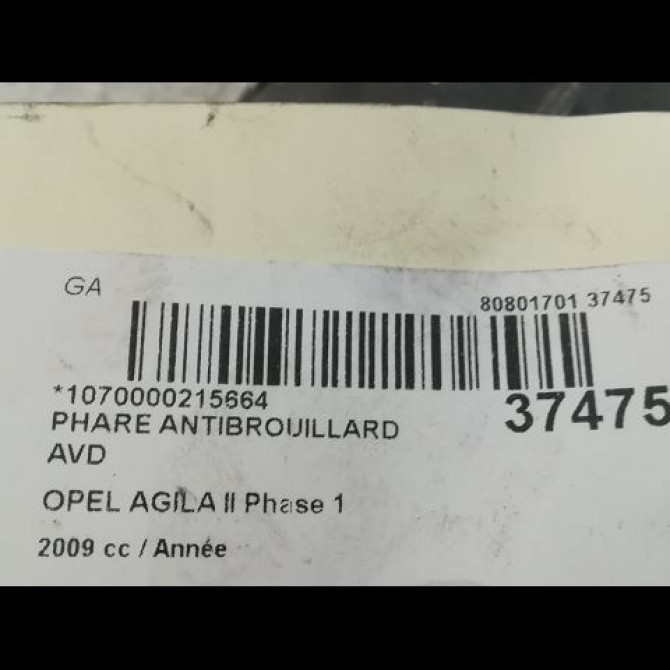 GA
80801701 37475
*1070000215664
37475
PHARE ANTIBROUILLARD
AVD
OPEL AGILA II Phase 1
2009 cc / Année